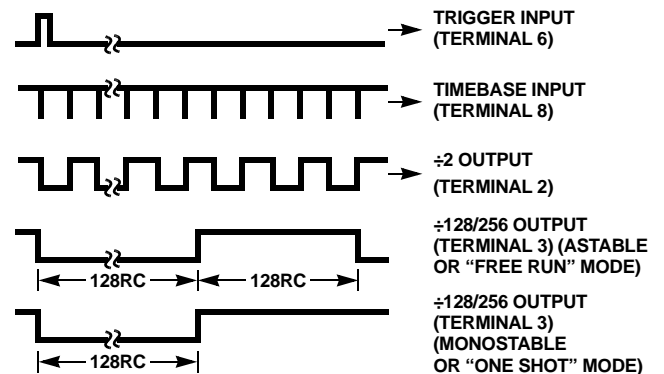 TRIGGER INPUT
(TERMINAL 6)
TIMEBASE INPUT
(TERMINAL 8)
÷2 OUTPUT
(TERMINAL 2)
÷128/256 OUTPUT
(TERMINAL 3) (ASTABLE
OR “FREE RUN” MODE)
128RC
128RC
÷128/256 OUTPUT
(TERMINAL 3)
(MONOSTABLE
OR “ONE SHOT” MODE)
128RC